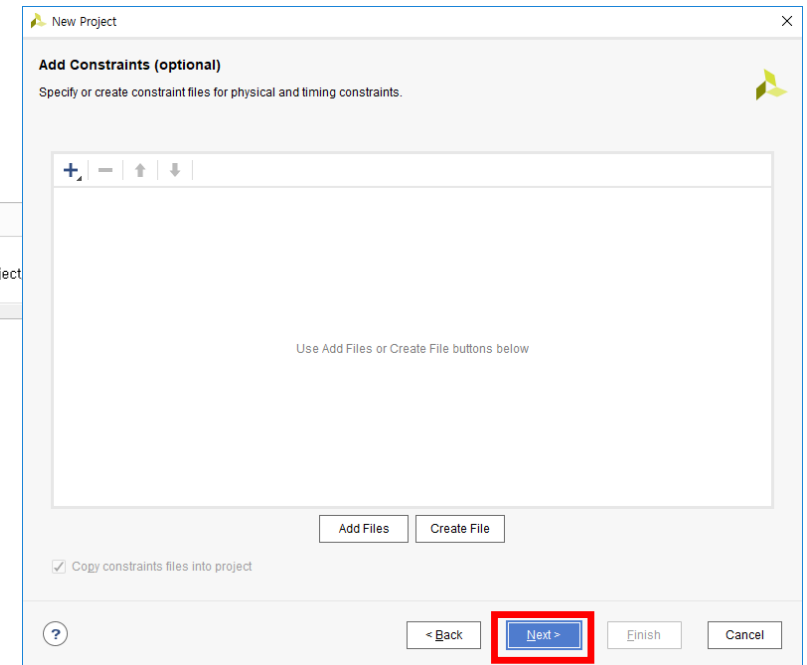 New Project
Add Constraints (optional)
Specify or create constraint files for physical and timing constraints.
ject
Use Add Files or Create File buttons below
Add Files
Create File
Copy constraints files into project
?
< Back
Next >
Finish
Cancel